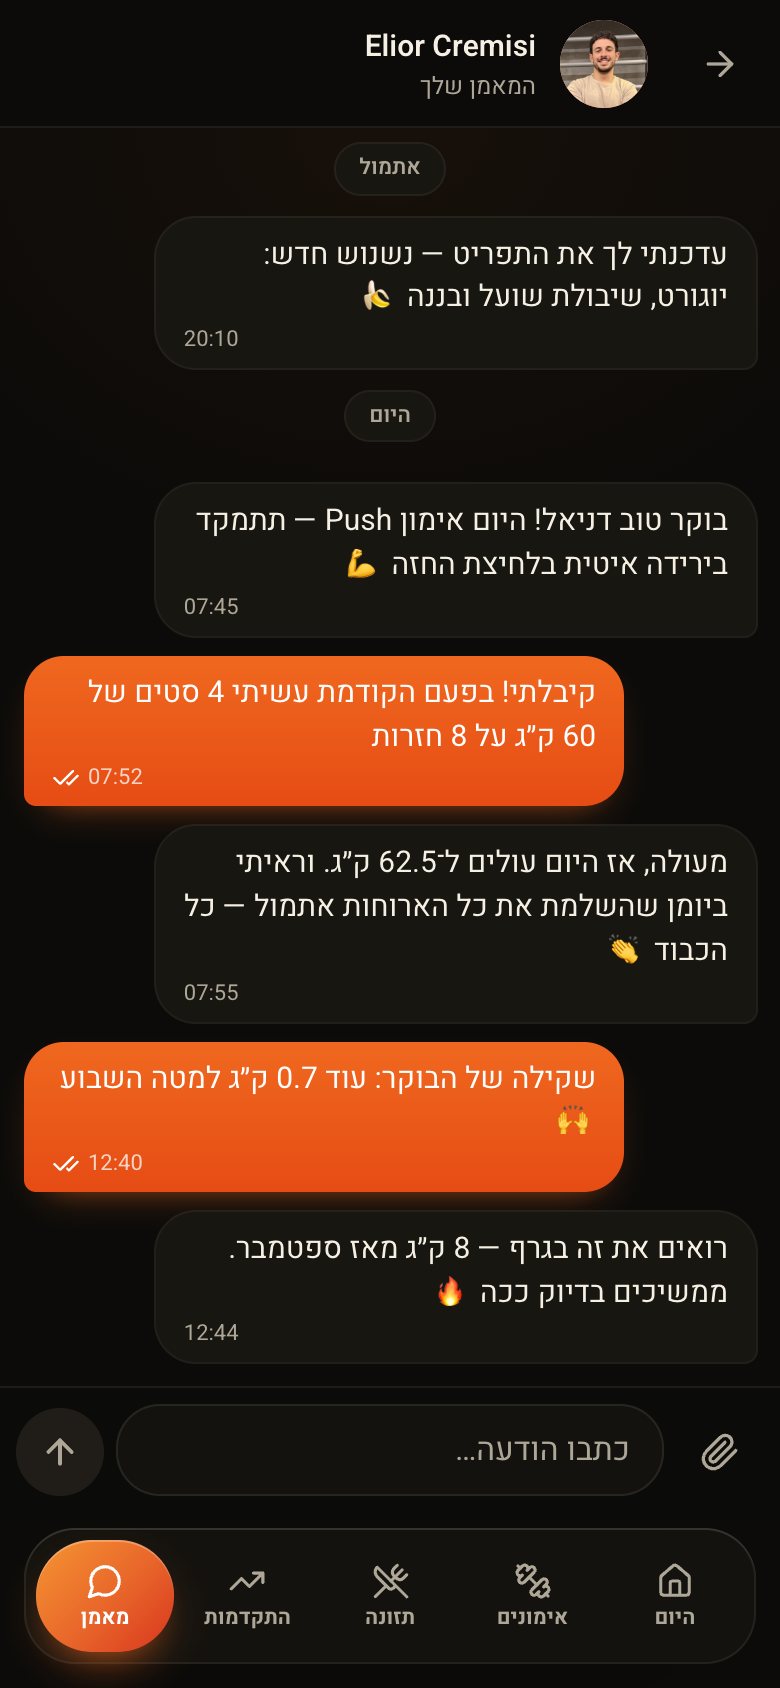 Elior Cremisi
המאמן שלך
אתמול
עדכנתי לך את התפריט — נשנוש חדש:
יוגורט, שיבולת שועל ובננה 🍌
20:10
היום
בוקר טוב דניאל! היום אימון Push — תתמקד
בירידה איטית בלחיצת החזה 💪
07:45
קיבלתי! בפעם הקודמת עשיתי 4 סטים של
60 ק״ג על 8 חזרות
07:52
מעולה, אז היום עולים ל־62.5 ק״ג. וראיתי
ביומן שהשלמת את כל הארוחות אתמול — כל
הכבוד 👏
07:55
שקילה של הבוקר: עוד 0.7 ק״ג למטה השבוע
🙌
12:40
רואים את זה בגרף — 8 ק״ג מאז ספטמבר.
ממשיכים בדיוק ככה 🔥
12:44
כתבו הודעה...
היום
אימונים
תזונה
התקדמות
מאמן